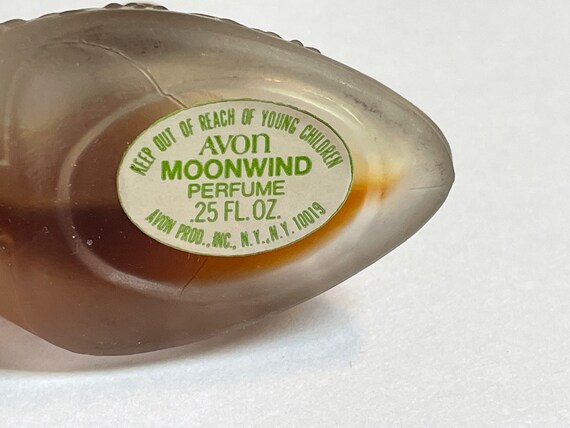 KEEP OUT OF REACH OF YOUNG CHILDREN
AVON
MOONWIND
PERFUME
.25 FL. OZ.
AVON PROD., INC., N.Y., N.Y. 10019